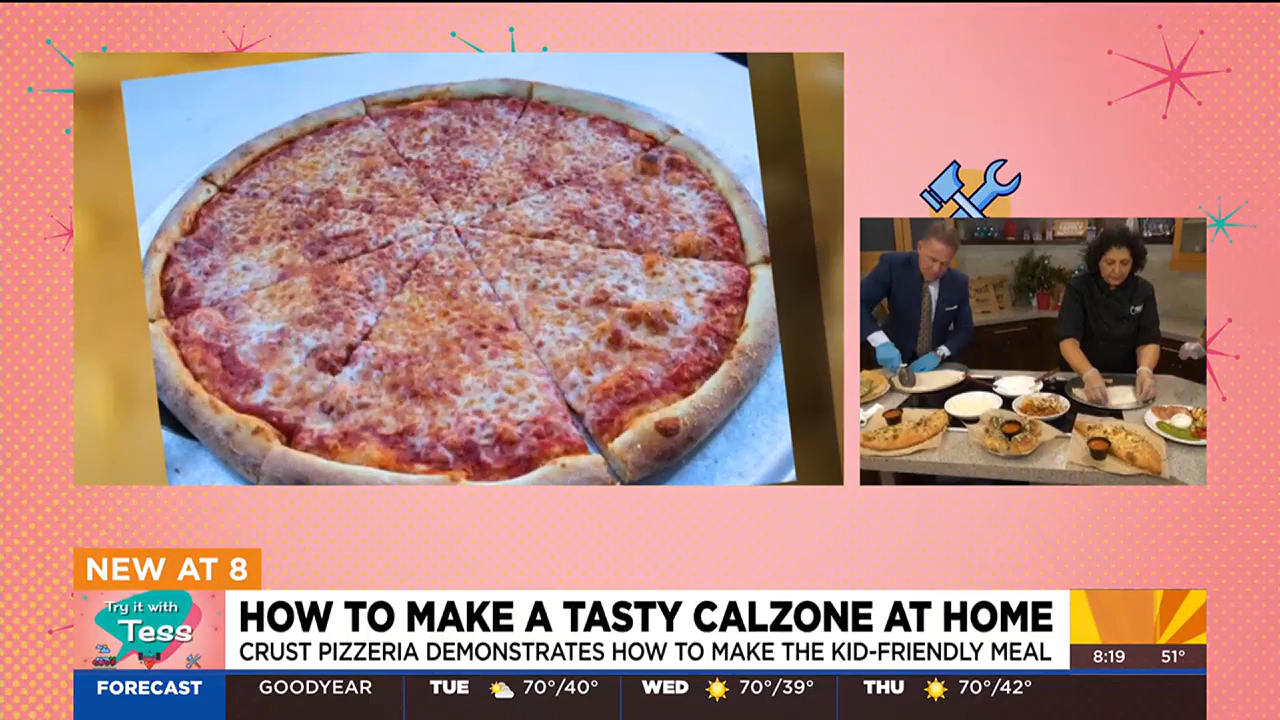 NEW AT 8
Try it with
Tess
HOW TO MAKE A TASTY CALZONE AT HOME
CRUST PIZZERIA DEMONSTRATES HOW TO MAKE THE KID-FRIENDLY MEAL
8:19 51°
FORECAST GOODYEAR TUE 70°/40° WED 70°/39° THU 70°/42°